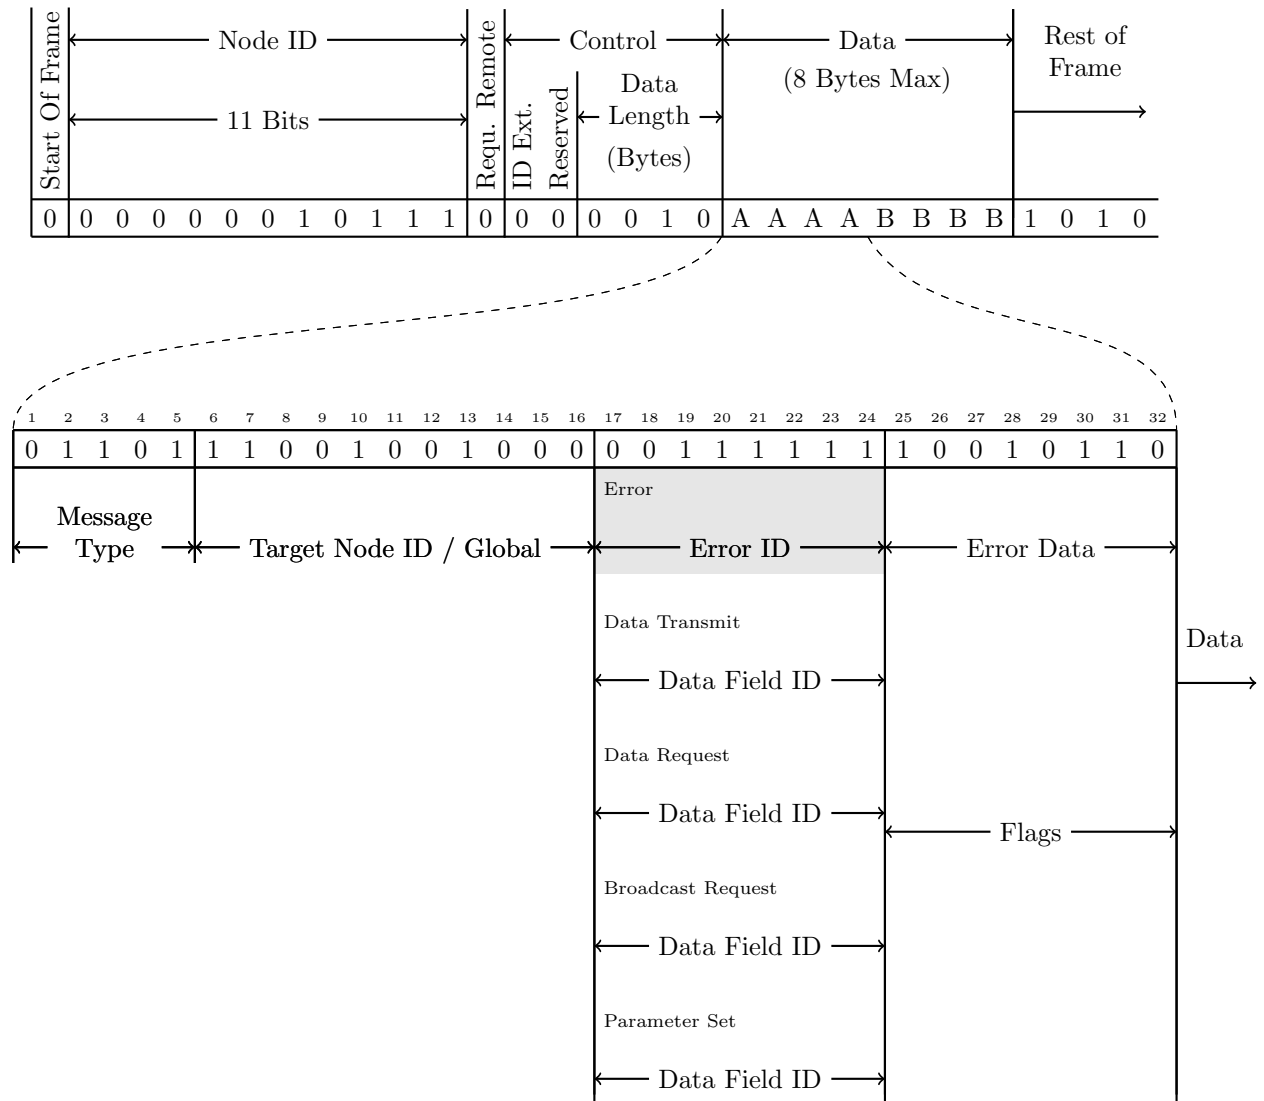 Start Of Frame
Node ID
11 Bits
Requ. Remote
Control
ID Ext.
Reserved
Data
Length
(Bytes)
Data
(8 Bytes Max)
Rest of
Frame
0 0 0 0 0 0 0 1 0 1 1 1 0 0 0 0 0 1 0 A A A A B B B B 1 0 1 0
1 2 3 4 5 6 7 8 9 10 11 12 13 14 15 16 17 18 19 20 21 22 23 24 25 26 27 28 29 30 31 32
0 1 1 0 1 1 1 0 0 1 0 0 1 0 0 0 0 0 1 1 1 1 1 1 1 0 0 1 0 1 1 0
Message
Type
Target Node ID / Global
Error
Error ID
Error Data
Data Transmit
Data Field ID
Data
Data Request
Data Field ID
Flags
Broadcast Request
Data Field ID
Parameter Set
Data Field ID